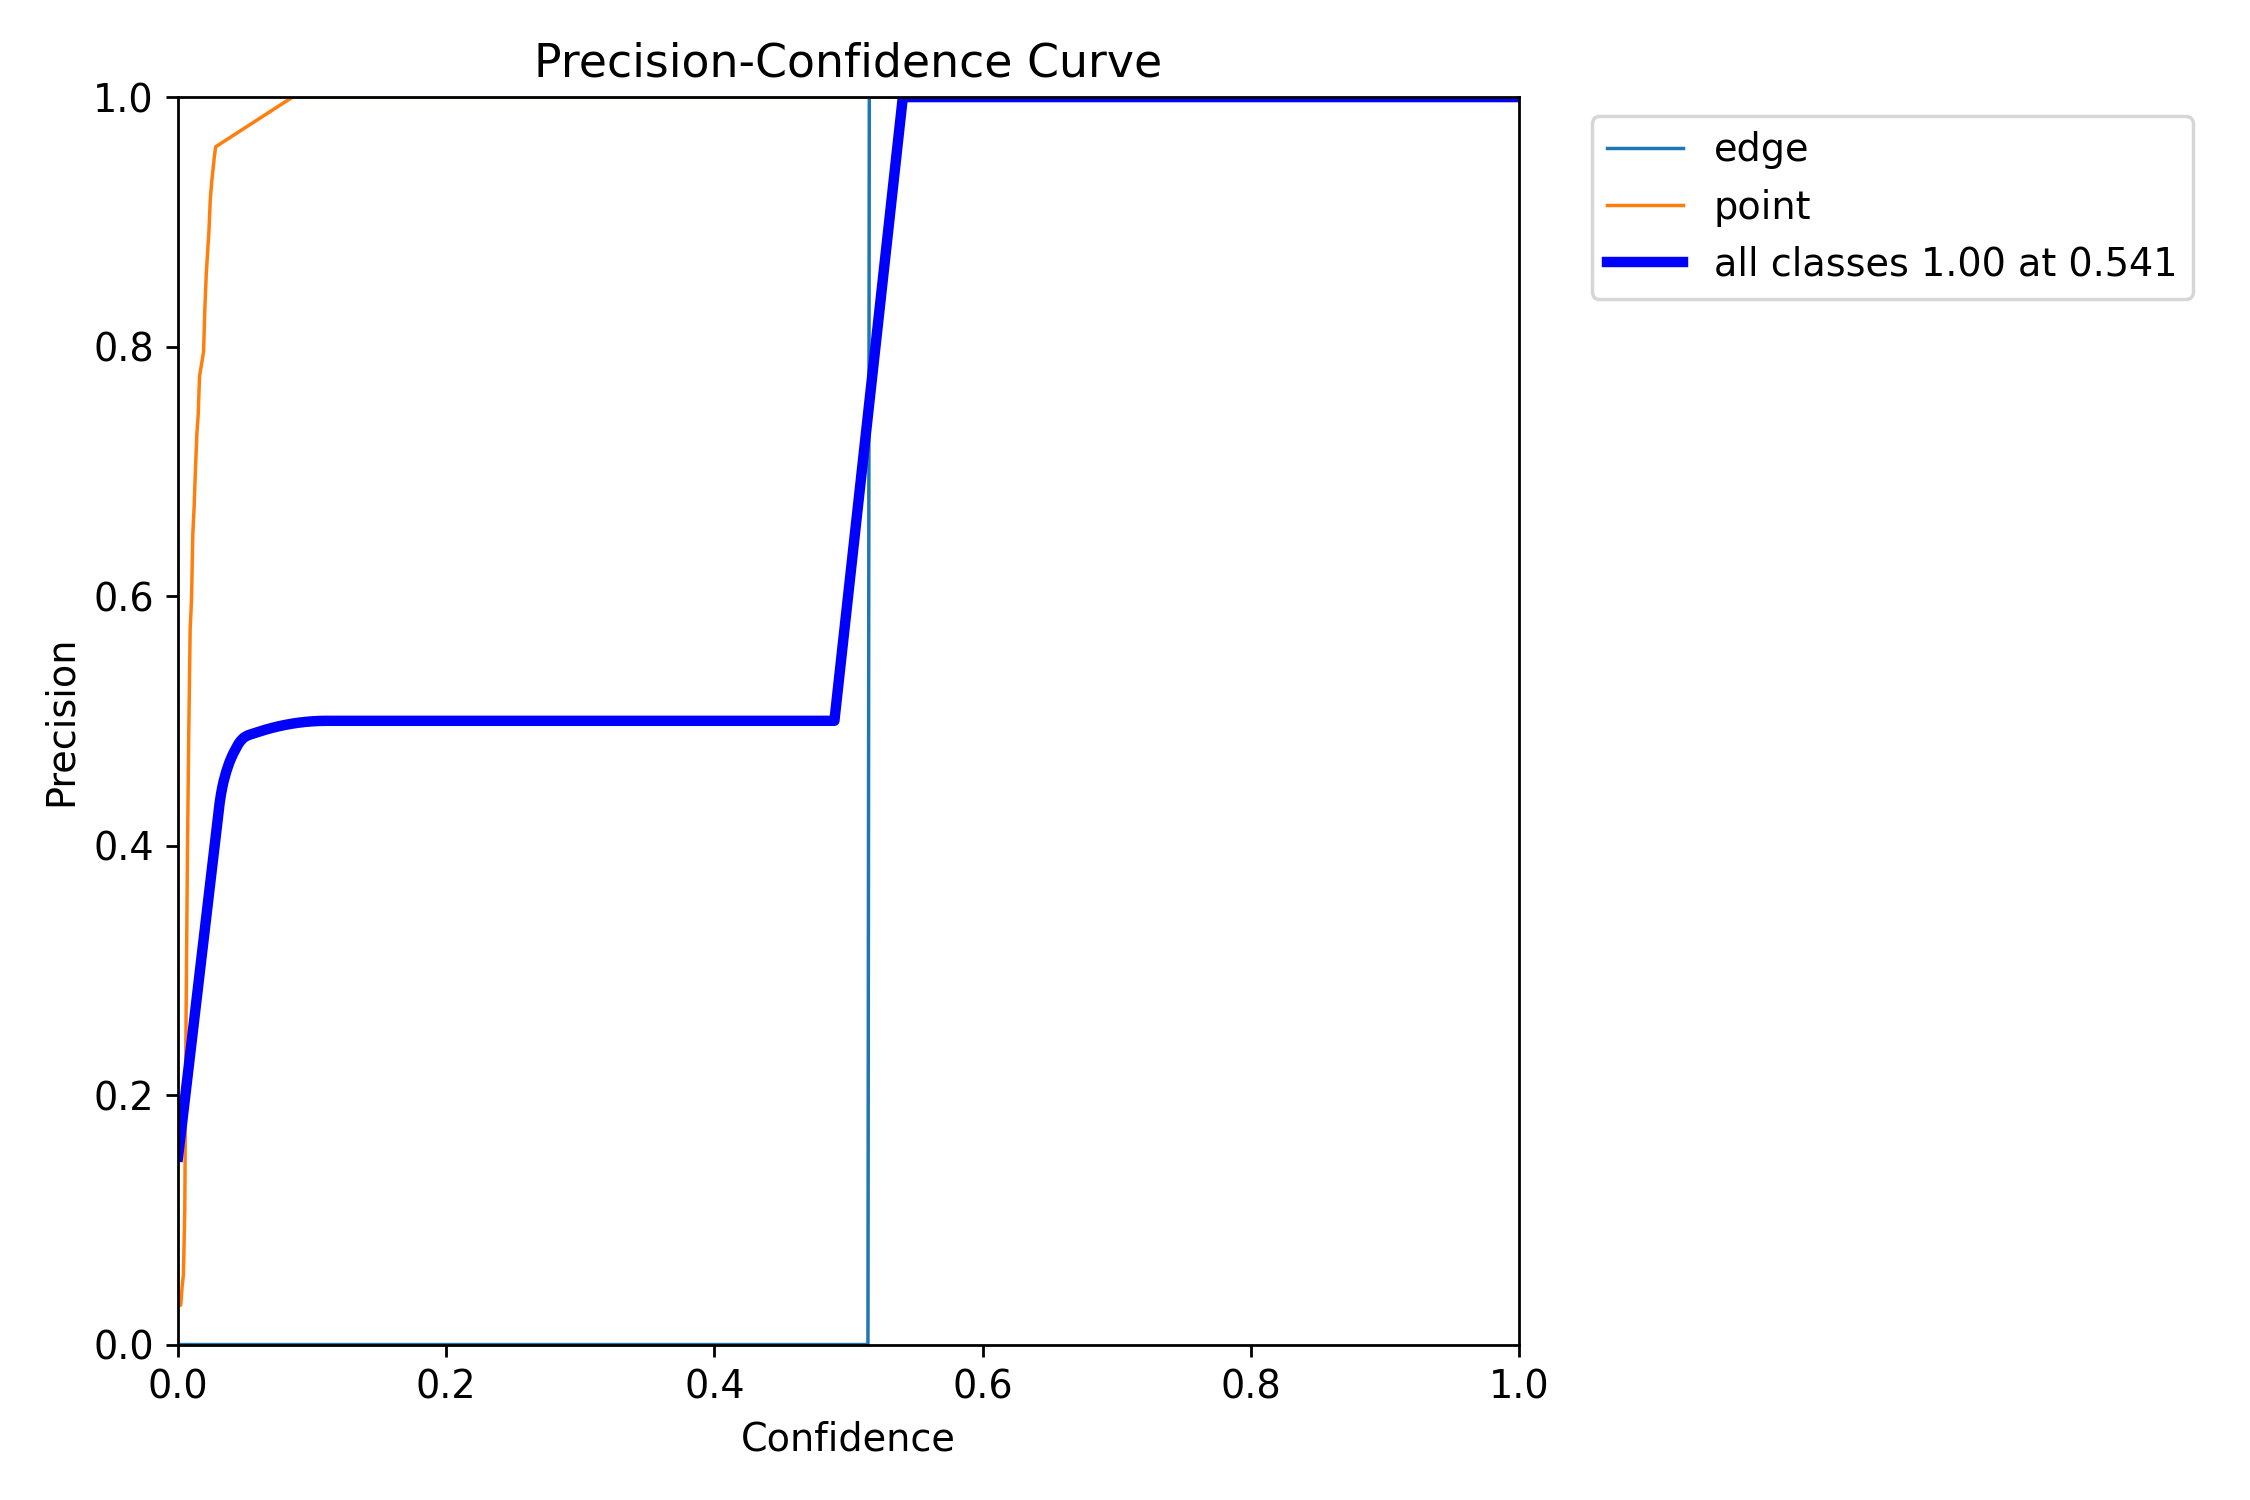 Precision-Confidence Curve
1.0
0.8
0.6
0.4
0.2
0.0
Precision
0.0 0.2 0.4 0.6 0.8 1.0
Confidence
edge
point
all classes 1.00 at 0.541